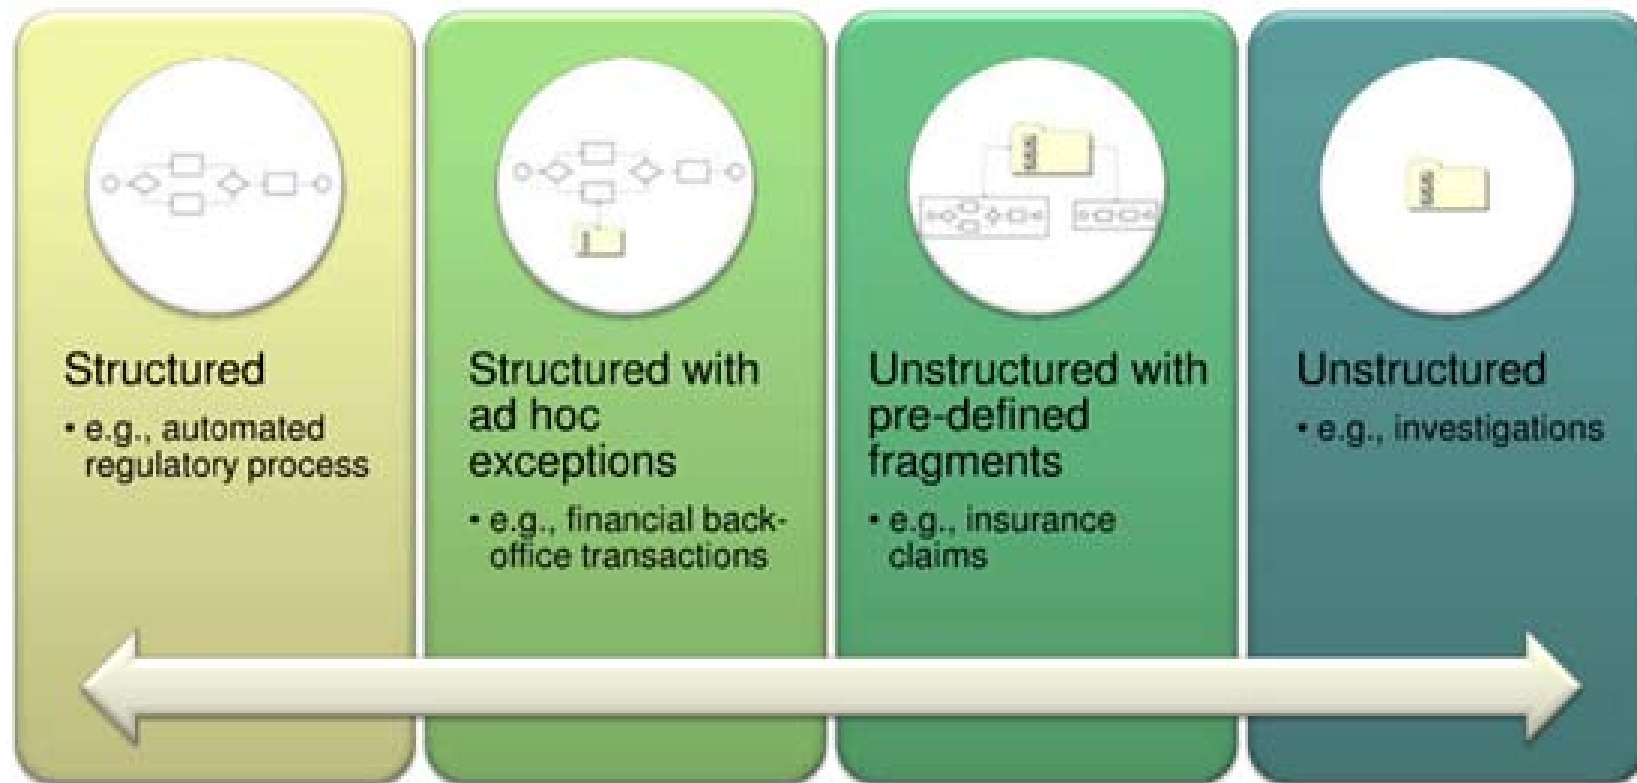 Structured
• e.g., automated
regulatory process
Structured with
ad hoc
exceptions
• e.g., financial back-
office transactions
Unstructured with
pre-defined
fragments
• e.g., insurance
claims
Unstructured
• e.g., investigations